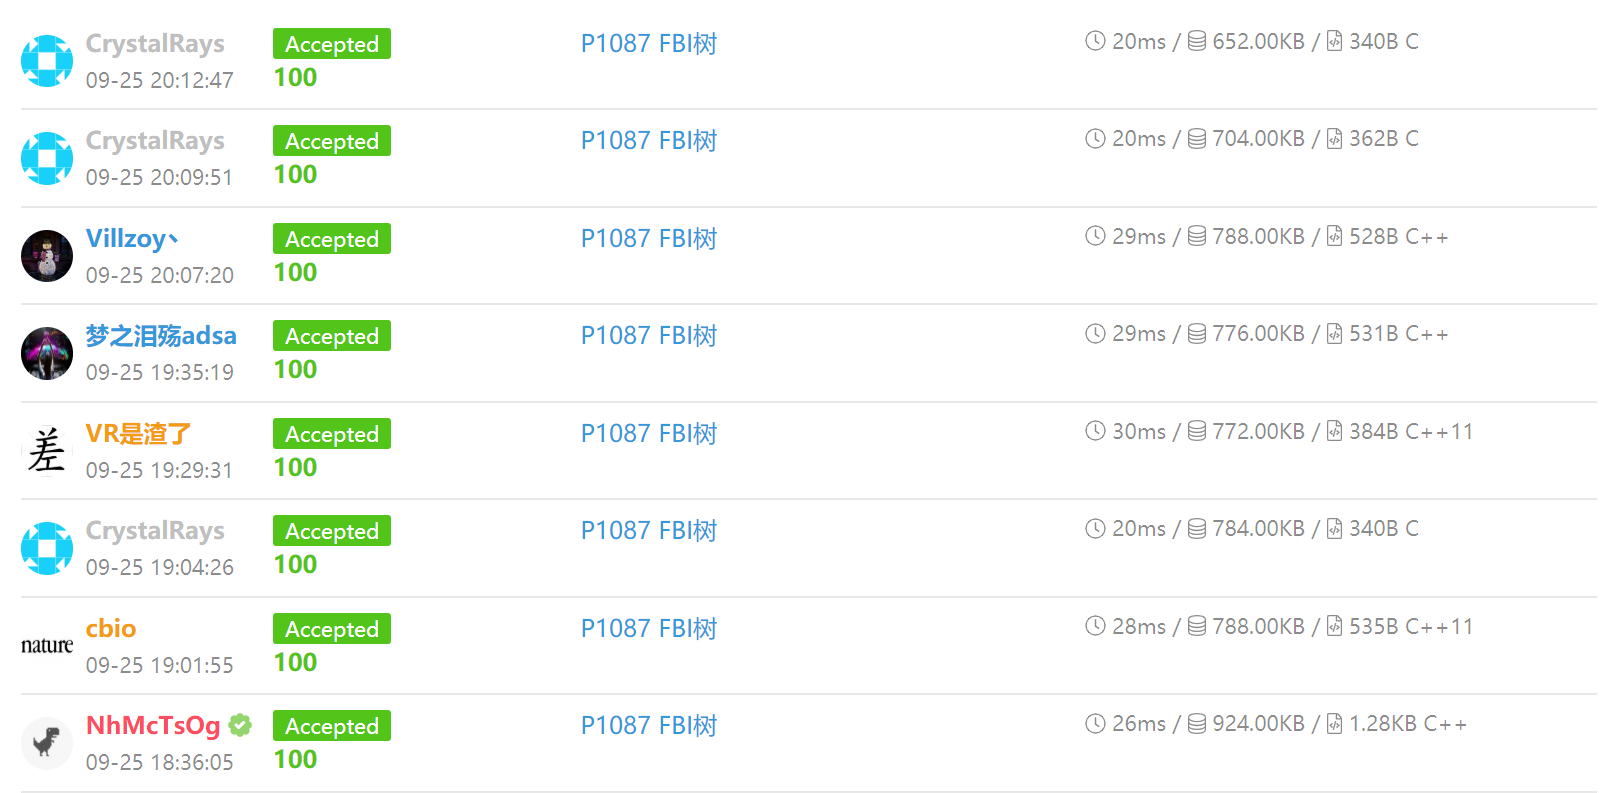 CrystalRays Accepted P1087 FBI树 20ms / 652.00KB / 340B C
09-25 20:12:47 100
CrystalRays Accepted P1087 FBI树 20ms / 704.00KB / 362B C
09-25 20:09:51 100
Villzoy丶 Accepted P1087 FBI树 29ms / 788.00KB / 528B C++
09-25 20:07:20 100
梦之泪殇adsa Accepted P1087 FBI树 29ms / 776.00KB / 531B C++
09-25 19:35:19 100
差 VR是渣了 Accepted P1087 FBI树 30ms / 772.00KB / 384B C++11
09-25 19:29:31 100
CrystalRays Accepted P1087 FBI树 20ms / 784.00KB / 340B C
09-25 19:04:26 100
nature cbio Accepted P1087 FBI树 28ms / 788.00KB / 535B C++11
09-25 19:01:55 100
NhMcTsOg Accepted P1087 FBI树 26ms / 924.00KB / 1.28KB C++
09-25 18:36:05 100